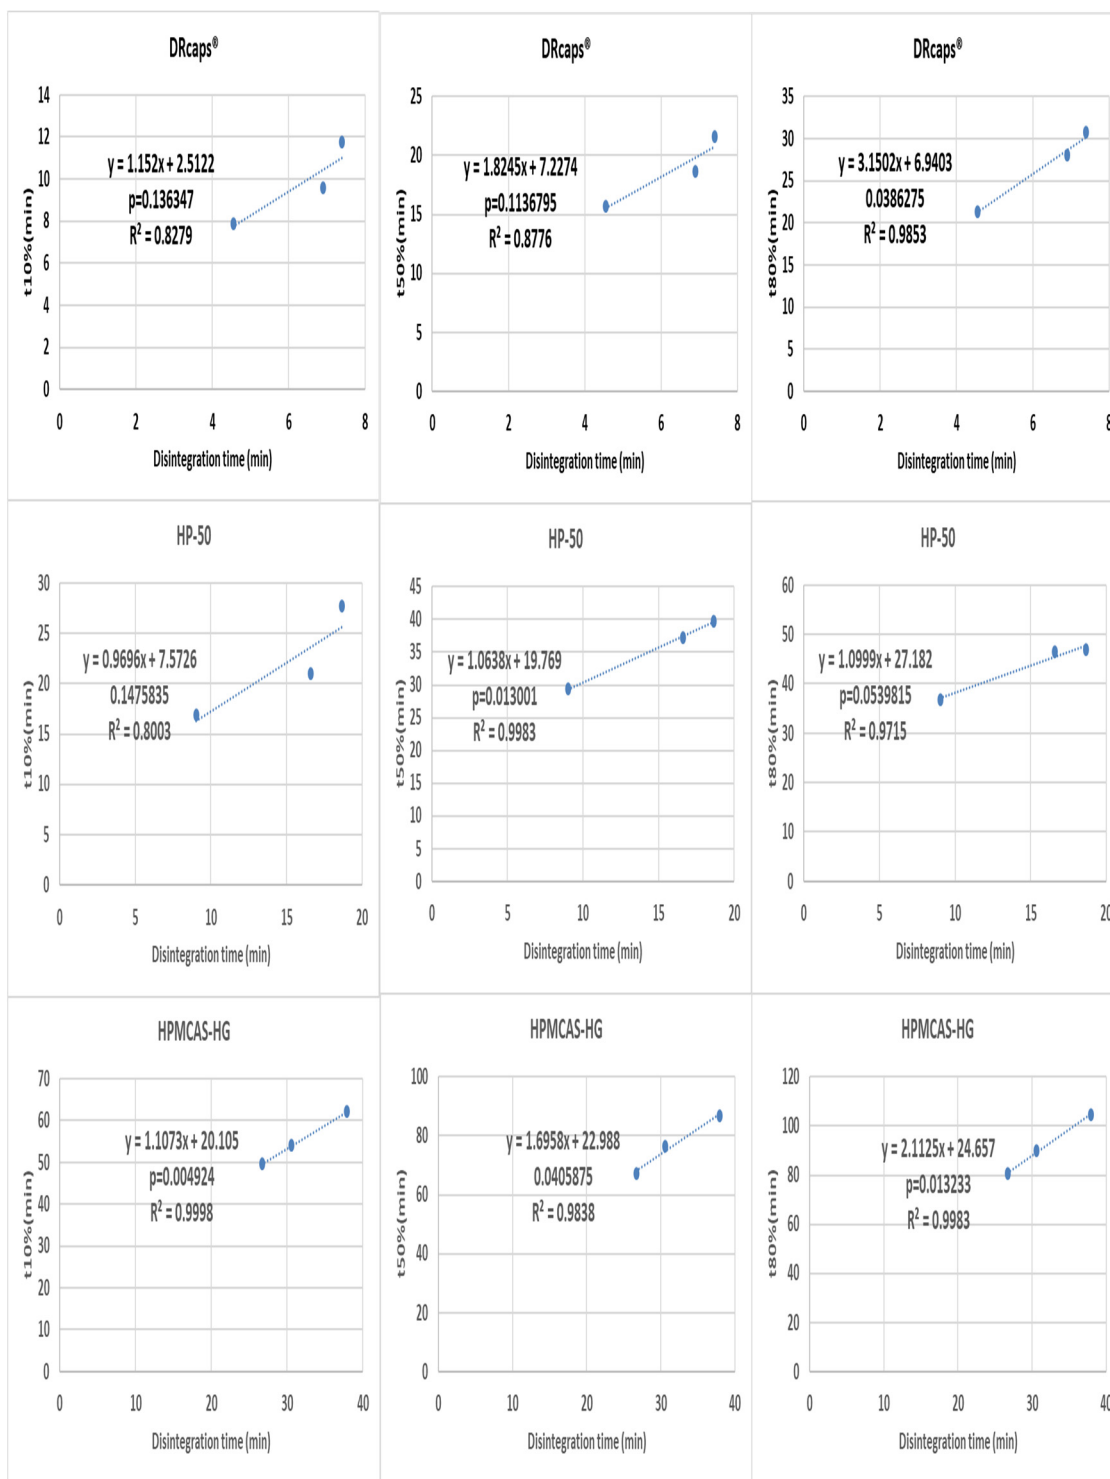 DRcaps®
14
12
10
8
6
4
2
0
t10%(min)
y = 1.152x + 2.5122
p=0.136347
R² = 0.8279
0 2 4 6 8
Disintegration time (min)
DRcaps®
25
20
15
10
5
0
t50%(min)
y = 1.8245x + 7.2274
p=0.1136795
R² = 0.8776
0 2 4 6 8
Disintegration time (min)
DRcaps®
35
30
25
20
15
10
5
0
t80%(min)
y = 3.1502x + 6.9403
0.0386275
R² = 0.9853
0 2 4 6 8
Disintegration time (min)
HP-50
30
25
20
15
10
5
0
t10%(min)
y = 0.9696x + 7.5726
0.1475835
R² = 0.8003
0 5 10 15 20
Disintegration time (min)
HP-50
45
40
35
30
25
20
15
10
5
0
t50%(min)
y = 1.0638x + 19.769
p=0.013001
R² = 0.9983
0 5 10 15 20
Disintegration time (min)
HP-50
60
50
40
30
20
10
0
t80%(min)
y = 1.0999x + 27.182
p=0.0539815
R² = 0.9715
0 5 10 15 20
Disintegration time (min)
HPMCAS-HG
70
60
50
40
30
20
10
0
t10%(min)
y = 1.1073x + 20.105
p=0.004924
R² = 0.9998
0 10 20 30 40
Disintegration time (min)
HPMCAS-HG
100
80
60
40
20
0
t50%(min)
y = 1.6958x + 22.988
0.0405875
R² = 0.9838
0 10 20 30 40
Disintegration time (min)
HPMCAS-HG
120
100
80
60
40
20
0
t80%(min)
y = 2.1125x + 24.657
p=0.013233
R² = 0.9983
0 10 20 30 40
Disintegration time (min)